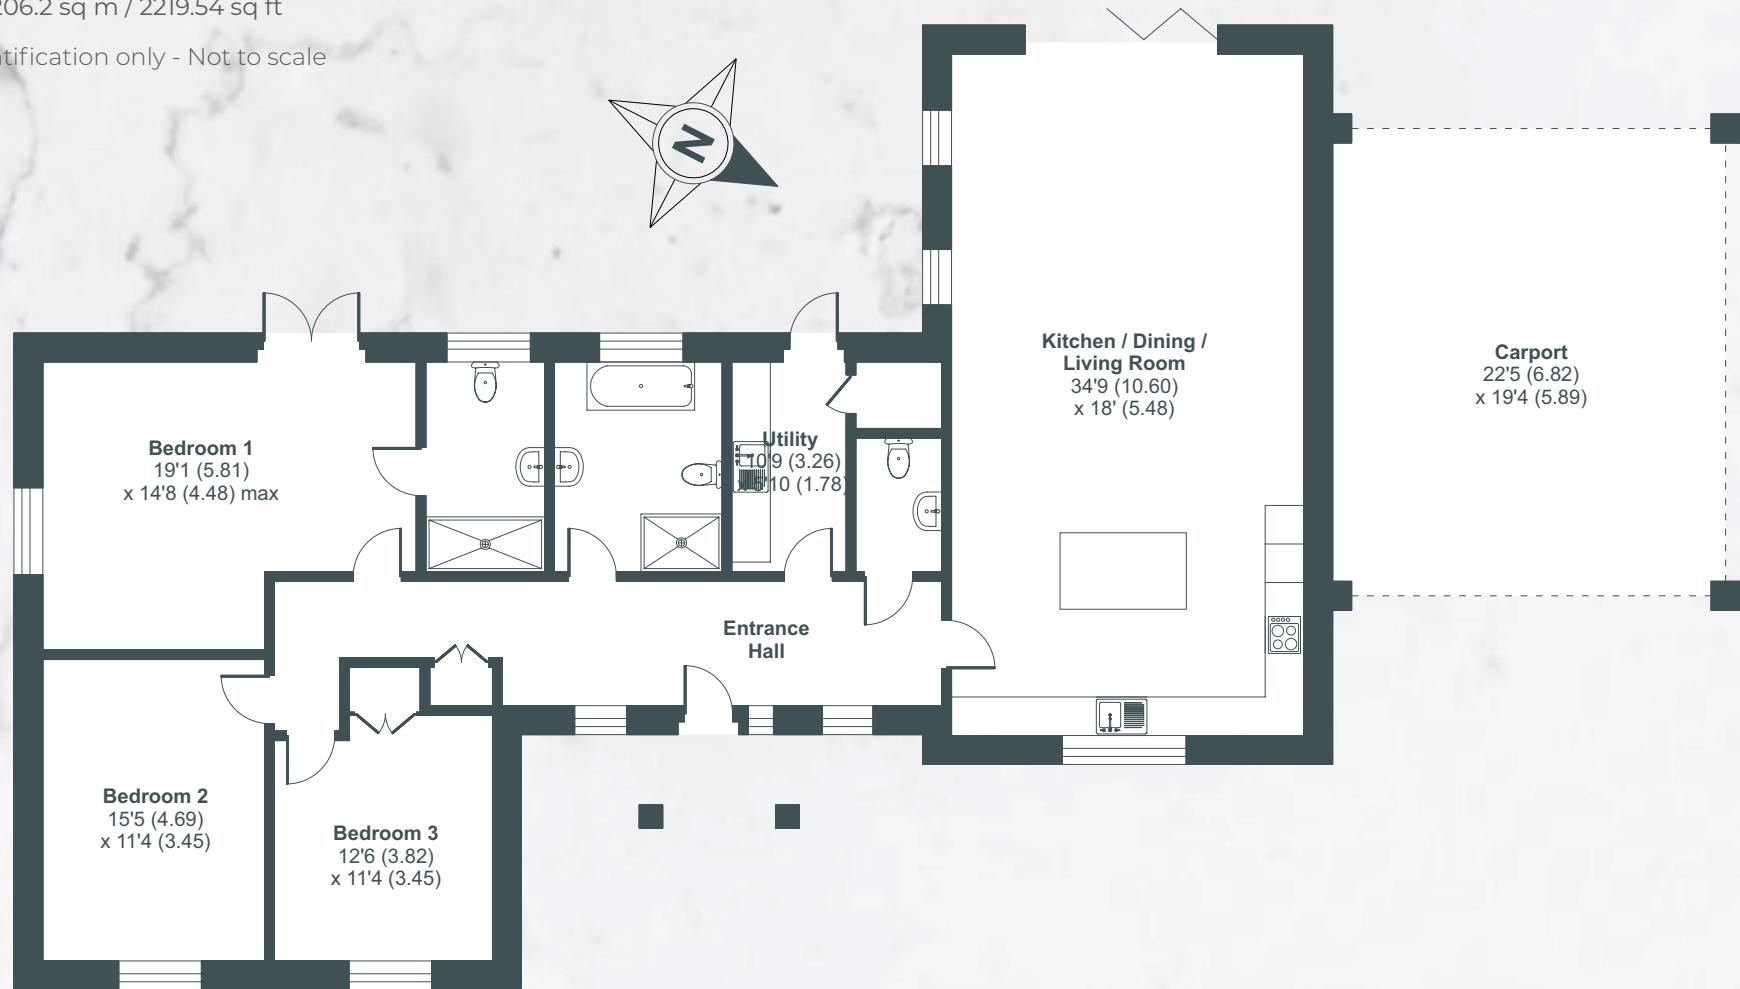 206.2 sq m / 2219.54 sq ft
tification only - Not to scale
N
Kitchen / Dining /
Living Room
34'9 (10.60)
x 18' (5.48)
Carport
22'5 (6.82)
x 19'4 (5.89)
Bedroom 1
19'1 (5.81)
x 14'8 (4.48) max
Utility
10'9 (3.26)
x 5'10 (1.78)
Entrance
Hall
Bedroom 2
15'5 (4.69)
x 11'4 (3.45)
Bedroom 3
12'6 (3.82)
x 11'4 (3.45)